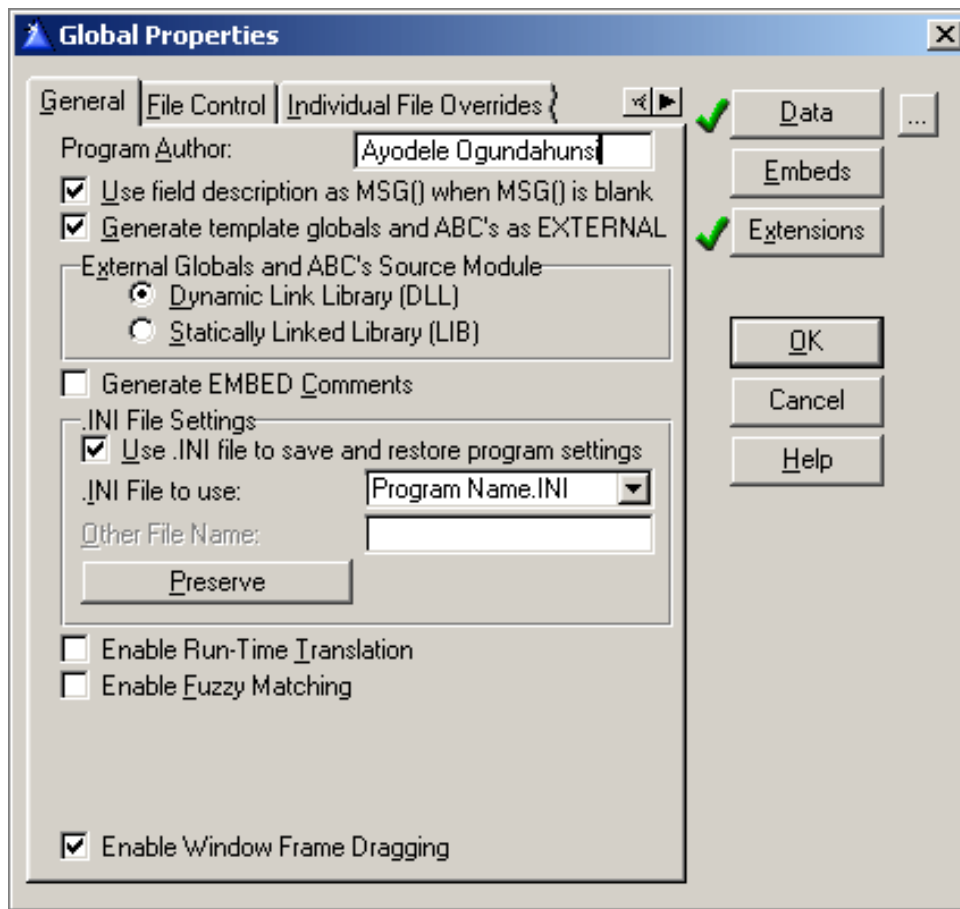 Global Properties
General File Control Individual File Overrides
Program Author: Ayodele Ogundahunsi
Use field description as MSG() when MSG() is blank
Generate template globals and ABC's as EXTERNAL
External Globals and ABC's Source Module
Dynamic Link Library (DLL)
Statically Linked Library (LIB)
Generate EMBED Comments
.INI File Settings
Use .INI file to save and restore program settings
.INI File to use: Program Name.INI
Other File Name:
Preserve
Enable Run-Time Translation
Enable Fuzzy Matching
Enable Window Frame Dragging
Data ...
Embeds
Extensions
OK
Cancel
Help